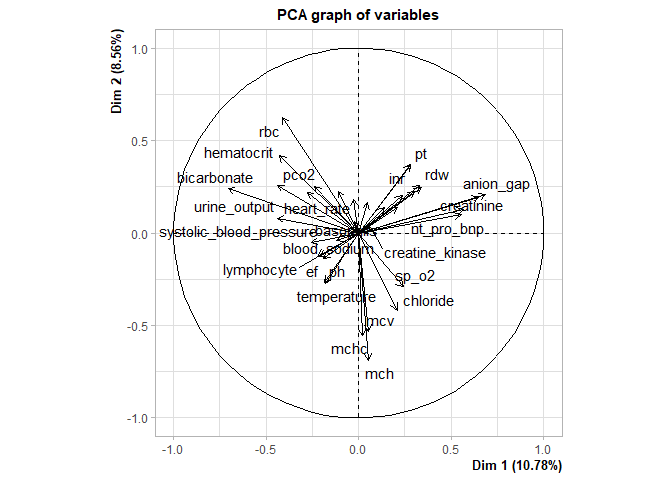 PCA graph of variables
Dim 2 (8.56%)
1.0
0.5
0.0
-0.5
-1.0
rbc
hematocrit
pt
pco2
inr
rdw
bicarbonate
anion_gap
urine_output
heart_rate
creatinine
systolic_blood_pressure
nt_pro_bnp
blood_sodium
creatine_kinase
lymphocyte
ef
ph
sp_o2
temperature
chloride
mcv
mchc
mch
-1.0
-0.5
0.0
0.5
1.0
Dim 1 (10.78%)